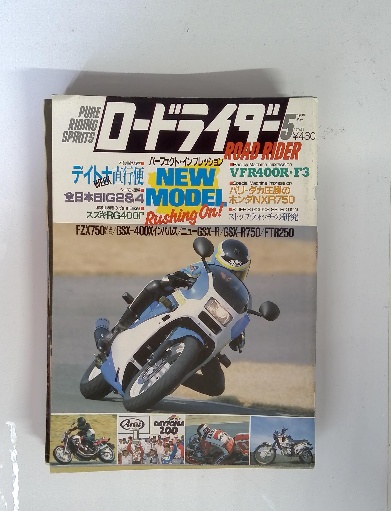 PURE
RIDING
SPIRITS
ロードライダー
5
¥430
ROAD RIDER
パーフェクト・インプレッション
デイトナ直行便
NEW
MODEL
Rushing On!
VFR400R・F3
全日本BIG2&4
スズキRG400Γ
パリ・ダカ圧勝の
ホンダNXR750
FZX750/GSX-400Xインパルス/ニューGSX-R/GSX-R750/FTR250
Arai
DAYTONA
200